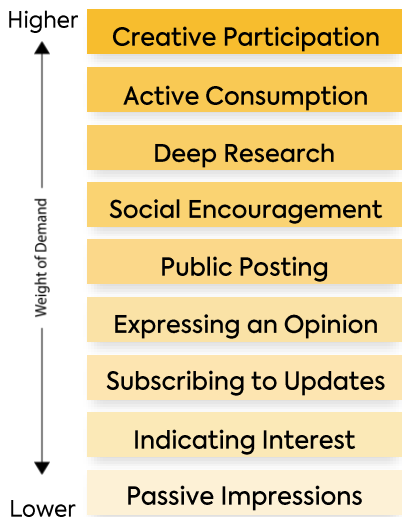 Higher
Creative Participation
Active Consumption
Deep Research
Social Encouragement
Weight of Demand
Public Posting
Expressing an Opinion
Subscribing to Updates
Indicating Interest
Passive Impressions
Lower